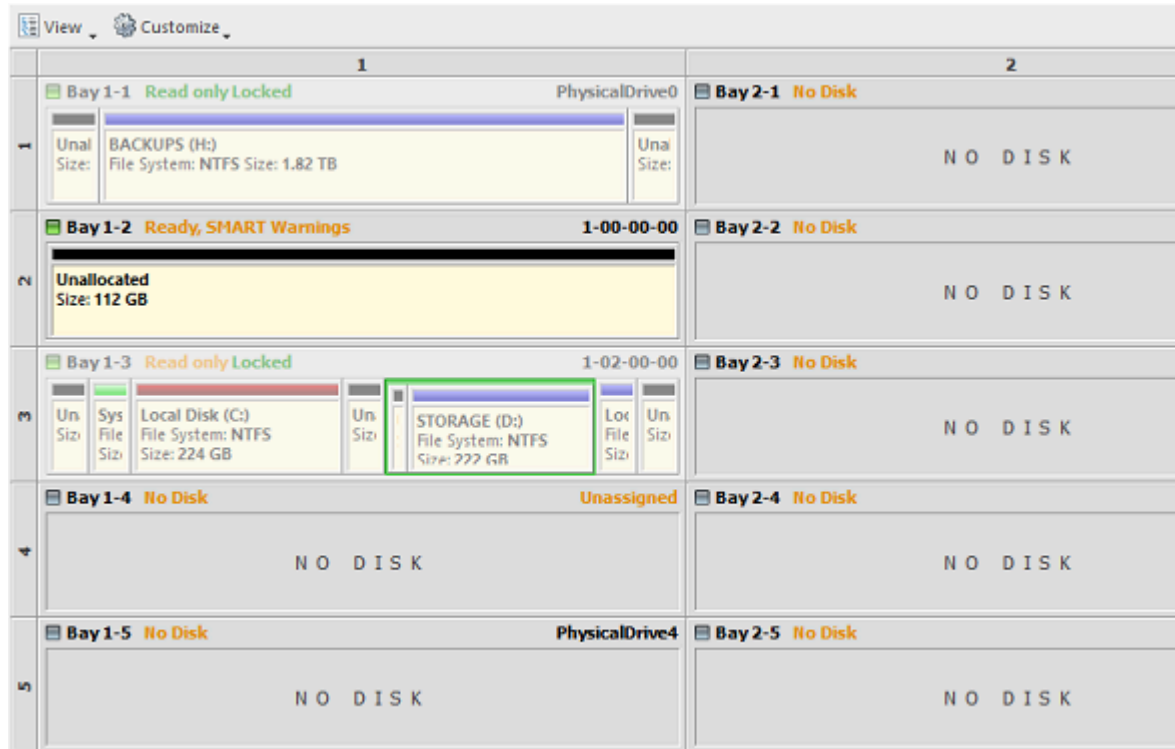 View Customize
1 2
Bay 1-1 Read only Locked PhysicalDrive0 Bay 2-1 No Disk
1
Unal BACKUPS (H:) Unal
Size: File System: NTFS Size: 1.82 TB Size:
NO DISK
Bay 1-2 Ready, SMART Warnings 1-00-00-00 Bay 2-2 No Disk
2
Unallocated
Size: 112 GB
NO DISK
Bay 1-3 Read only Locked 1-02-00-00 Bay 2-3 No Disk
3
Un Sys Local Disk (C:) Un STORAGE (D:) Loc Un
Siz File File System: NTFS Siz File System: NTFS File Siz
Siz Size: 224 GB Size: 222 GB Siz
NO DISK
Bay 1-4 No Disk Unassigned Bay 2-4 No Disk
4
NO DISK NO DISK
Bay 1-5 No Disk PhysicalDrive4 Bay 2-5 No Disk
5
NO DISK NO DISK